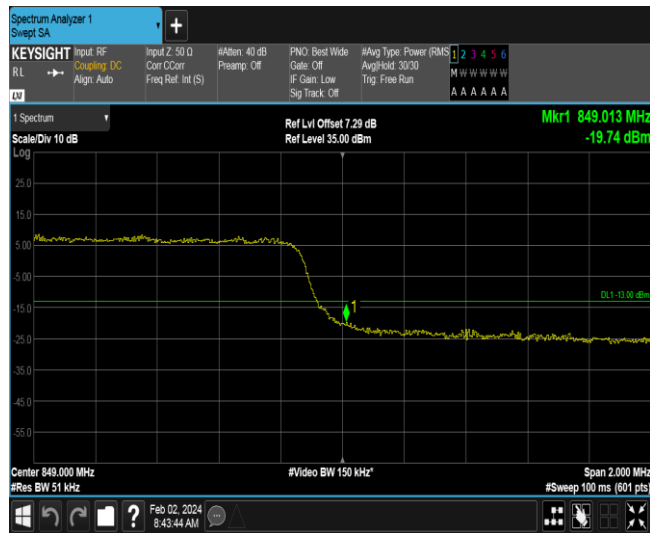 Spectrum Analyzer 1
Swept SA
+
KEYSIGHT Input: RF Input Z: 50 Ω #Atten: 40 dB PNO: Best Wide #Avg Type: Power (RMS 1 2 3 4 5 6
RL Coupling: DC Corr CCorr Preamp: Off Gate: Off Avg|Hold: 30/30 M W W W W W
Align: Auto Freq Ref: Int (S) IF Gain: Low Trig: Free Run
Sig Track: Off A A A A A A
LXI
1 Spectrum Ref Lvl Offset 7.29 dB Mkr1 849.013 MHz
Scale/Div 10 dB Ref Level 35.00 dBm -19.74 dBm
Log
25.0
15.0
5.00
-5.00
DL1 -13.00 dBm
1
-15.0
-25.0
-35.0
-45.0
-55.0
Center 849.000 MHz #Video BW 150 kHz* Span 2.000 MHz
#Res BW 51 kHz #Sweep 100 ms (601 pts)
? Feb 02, 2024
8:43:44 AM